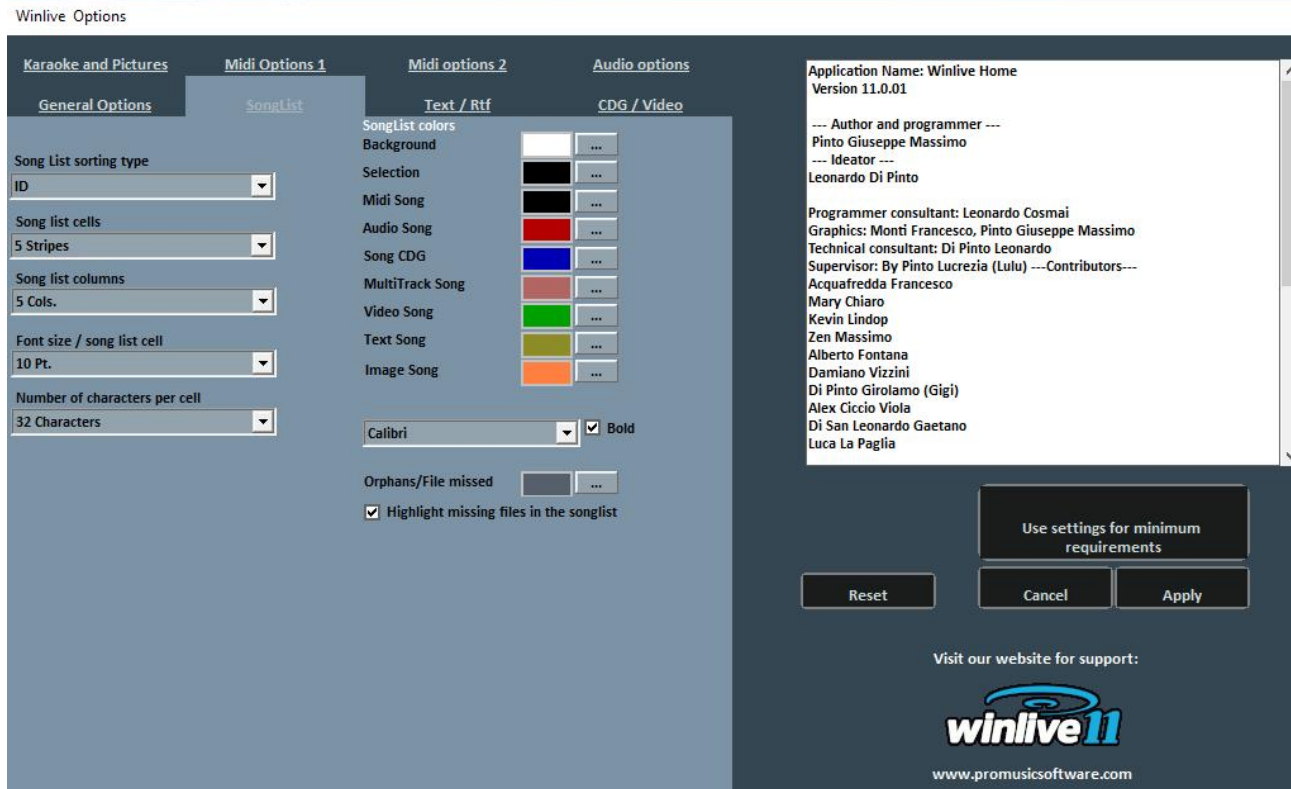 Winlive Options
Karaoke and Pictures
Midi Options 1
Midi options 2
Audio options
General Options
SongList
Text / Rtf
CDG / Video
Song List sorting type
ID
Song list cells
5 Stripes
Song list columns
5 Cols.
Font size / song list cell
10 Pt.
Number of characters per cell
32 Characters
SongList colors
Background
...
Selection
...
Midi Song
...
Audio Song
...
Song CDG
...
MultiTrack Song
...
Video Song
...
Text Song
...
Image Song
...
Calibri
Bold
Orphans/File missed
...
Highlight missing files in the songlist
Application Name: Winlive Home
Version 11.0.01
--- Author and programmer ---
Pinto Giuseppe Massimo
--- Ideator ---
Leonardo Di Pinto
Programmer consultant: Leonardo Cosmai
Graphics: Monti Francesco, Pinto Giuseppe Massimo
Technical consultant: Di Pinto Leonardo
Supervisor: By Pinto Lucrezia (Lulu) ---Contributors---
Acquafredda Francesco
Mary Chiaro
Kevin Lindop
Zen Massimo
Alberto Fontana
Damiano Vizzini
Di Pinto Girolamo (Gigi)
Alex Ciccio Viola
Di San Leonardo Gaetano
Luca La Paglia
Use settings for minimum
requirements
Reset
Cancel
Apply
Visit our website for support:
winlive11
www.promusicsoftware.com